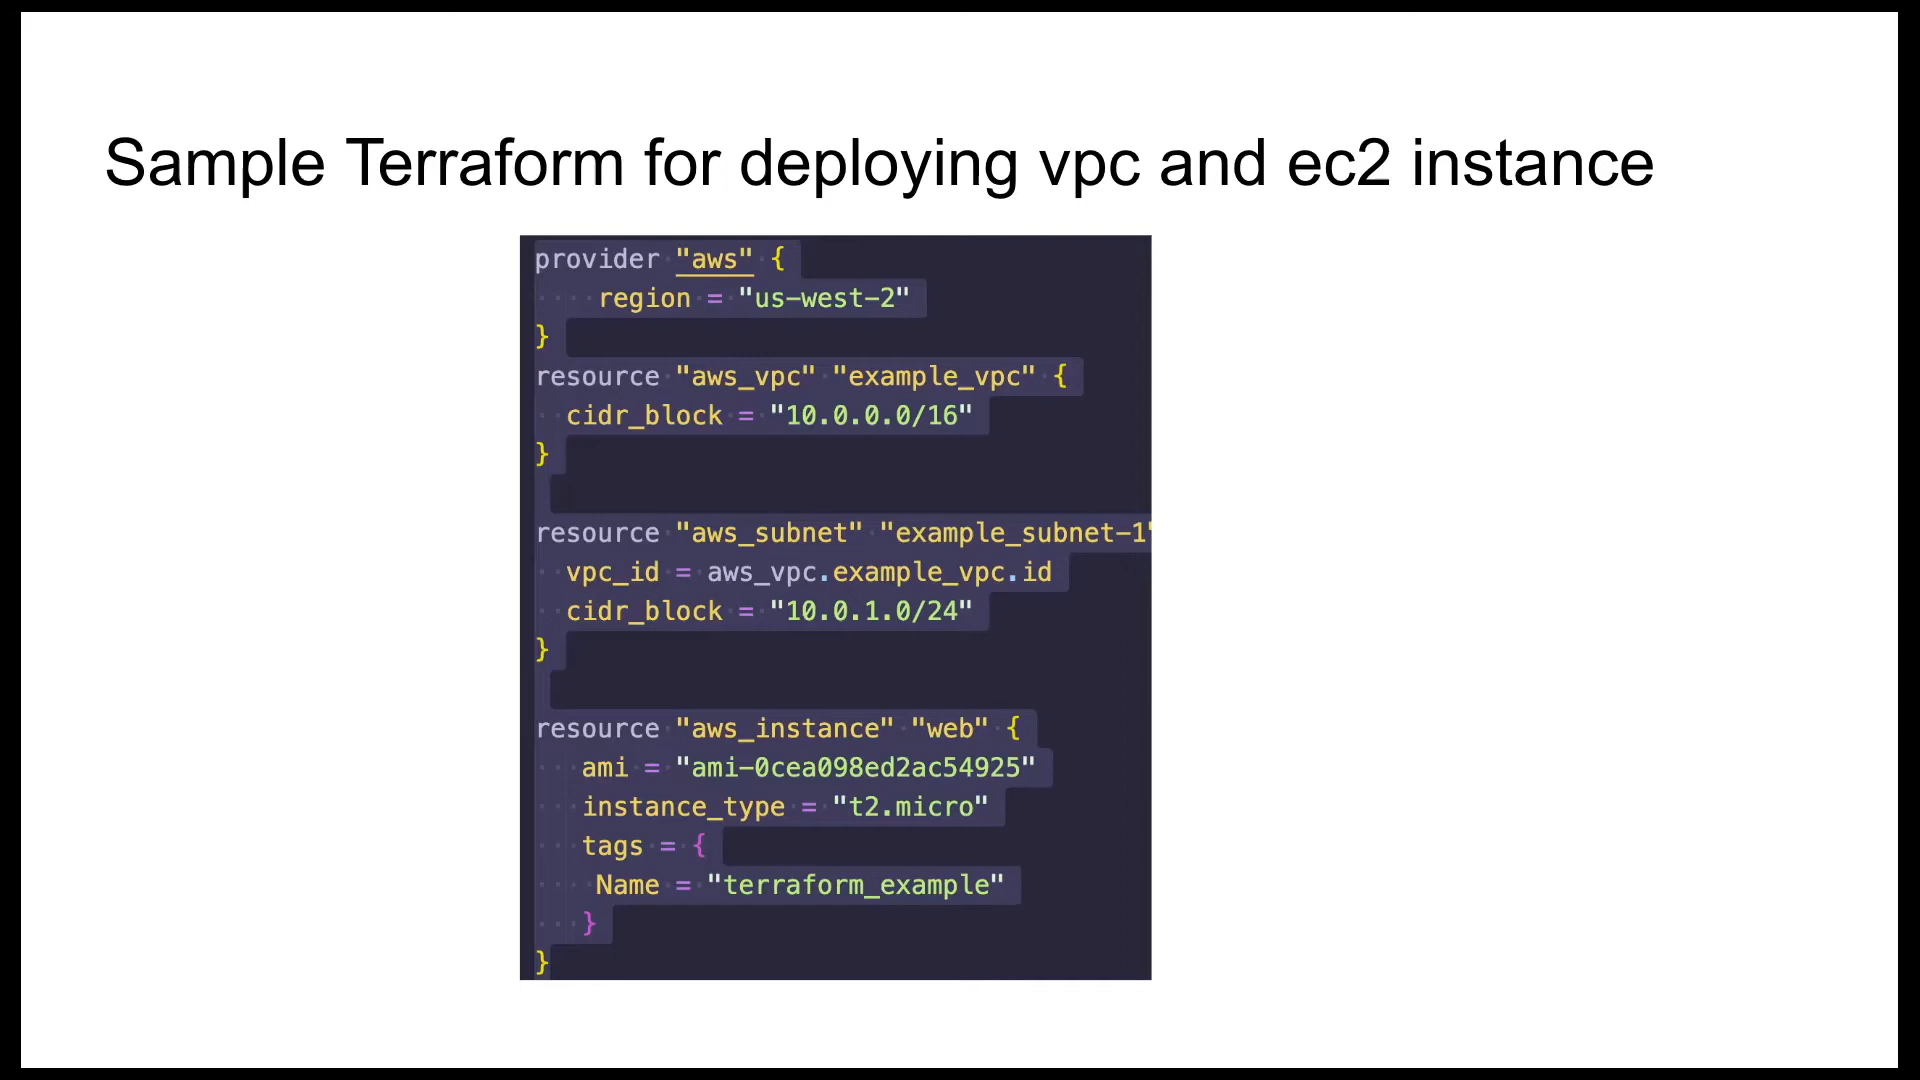 Sample Terraform for deploying vpc and ec2 instance
provider "aws" {
region = "us-west-2"
}
resource "aws_vpc" "example_vpc" {
cidr_block = "10.0.0.0/16"
}
resource "aws_subnet" "example_subnet-1"
vpc_id = aws_vpc.example_vpc.id
cidr_block = "10.0.1.0/24"
}
resource "aws_instance" "web" {
ami = "ami-0cea098ed2ac54925"
instance_type = "t2.micro"
tags = {
Name = "terraform_example"
}
}